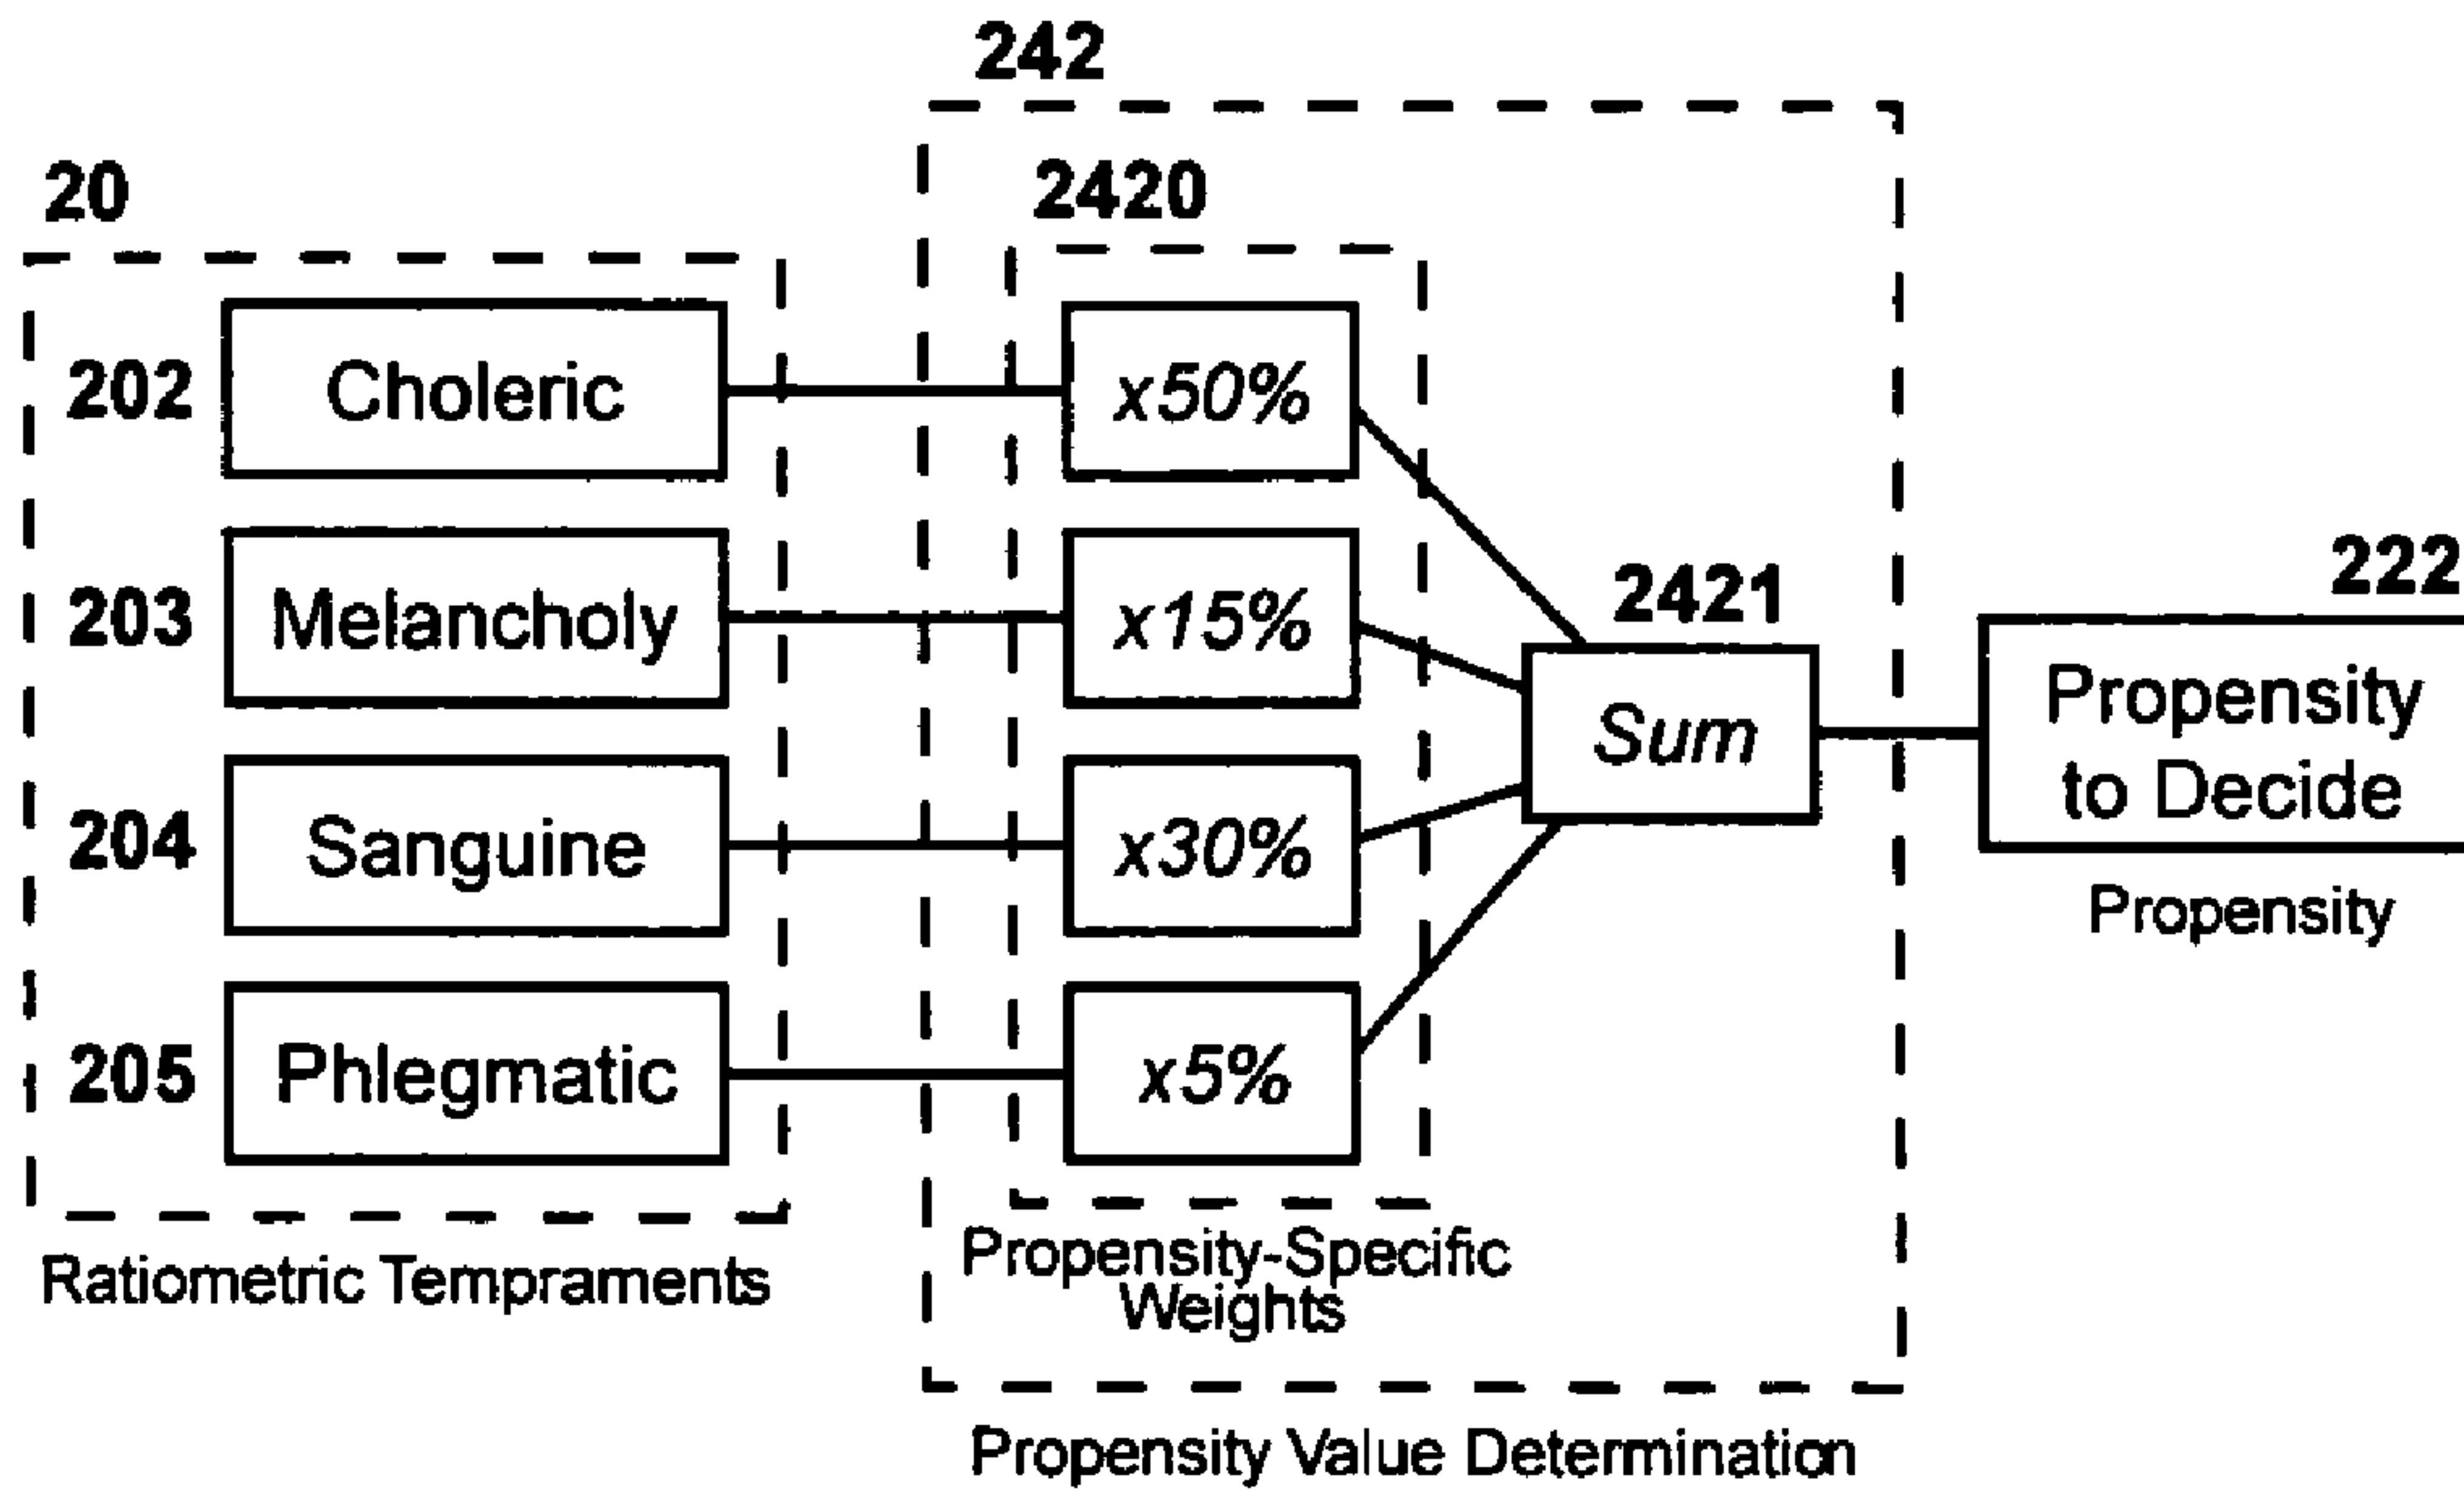 242
20
2420
202
Choleric
x50%
203
Melancholy
x15%
2421
222
Sum
Propensity
to Decide
204
Sanguine
x30%
Propensity
205
Phlegmatic
x5%
Ratiometric Tempraments
Propensity-Specific
Weights
Propensity Value Determination